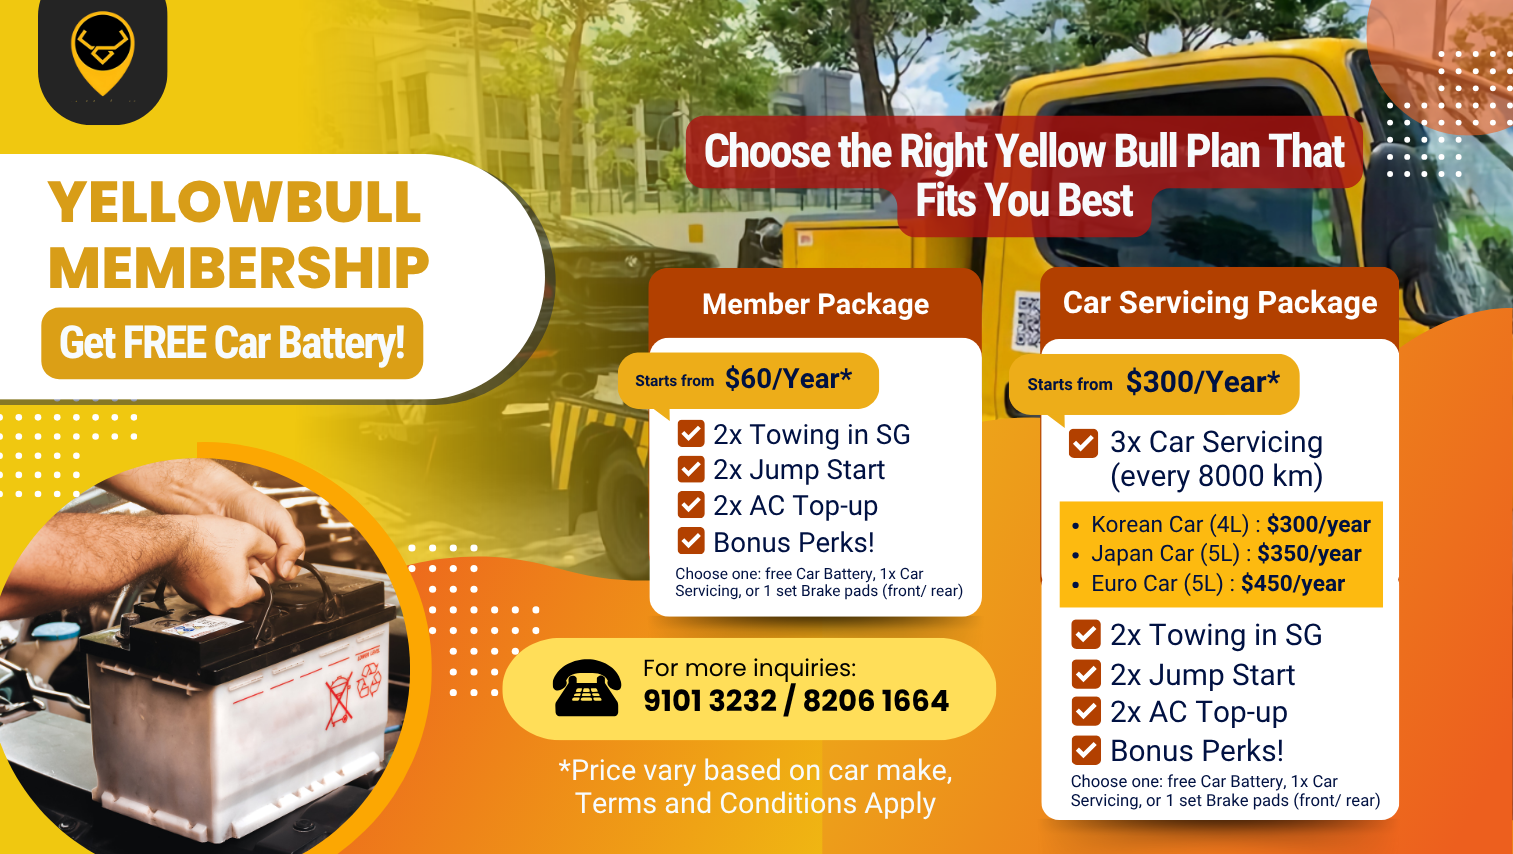 YELLOWBULL
MEMBERSHIP
Get FREE Car Battery!
Choose the Right Yellow Bull Plan That
Fits You Best
Member Package
Starts from $60/Year*
2x Towing in SG
2x Jump Start
2x AC Top-up
Bonus Perks!
Choose one: free Car Battery, 1x Car
Servicing, or 1 set Brake pads (front/ rear)
Car Servicing Package
Starts from $300/Year*
3x Car Servicing
(every 8000 km)
• Korean Car (4L) : $300/year
• Japan Car (5L) : $350/year
• Euro Car (5L) : $450/year
2x Towing in SG
2x Jump Start
2x AC Top-up
Bonus Perks!
Choose one: free Car Battery, 1x Car
Servicing, or 1 set Brake pads (front/ rear)
For more inquiries:
9101 3232 / 8206 1664
*Price vary based on car make,
Terms and Conditions Apply